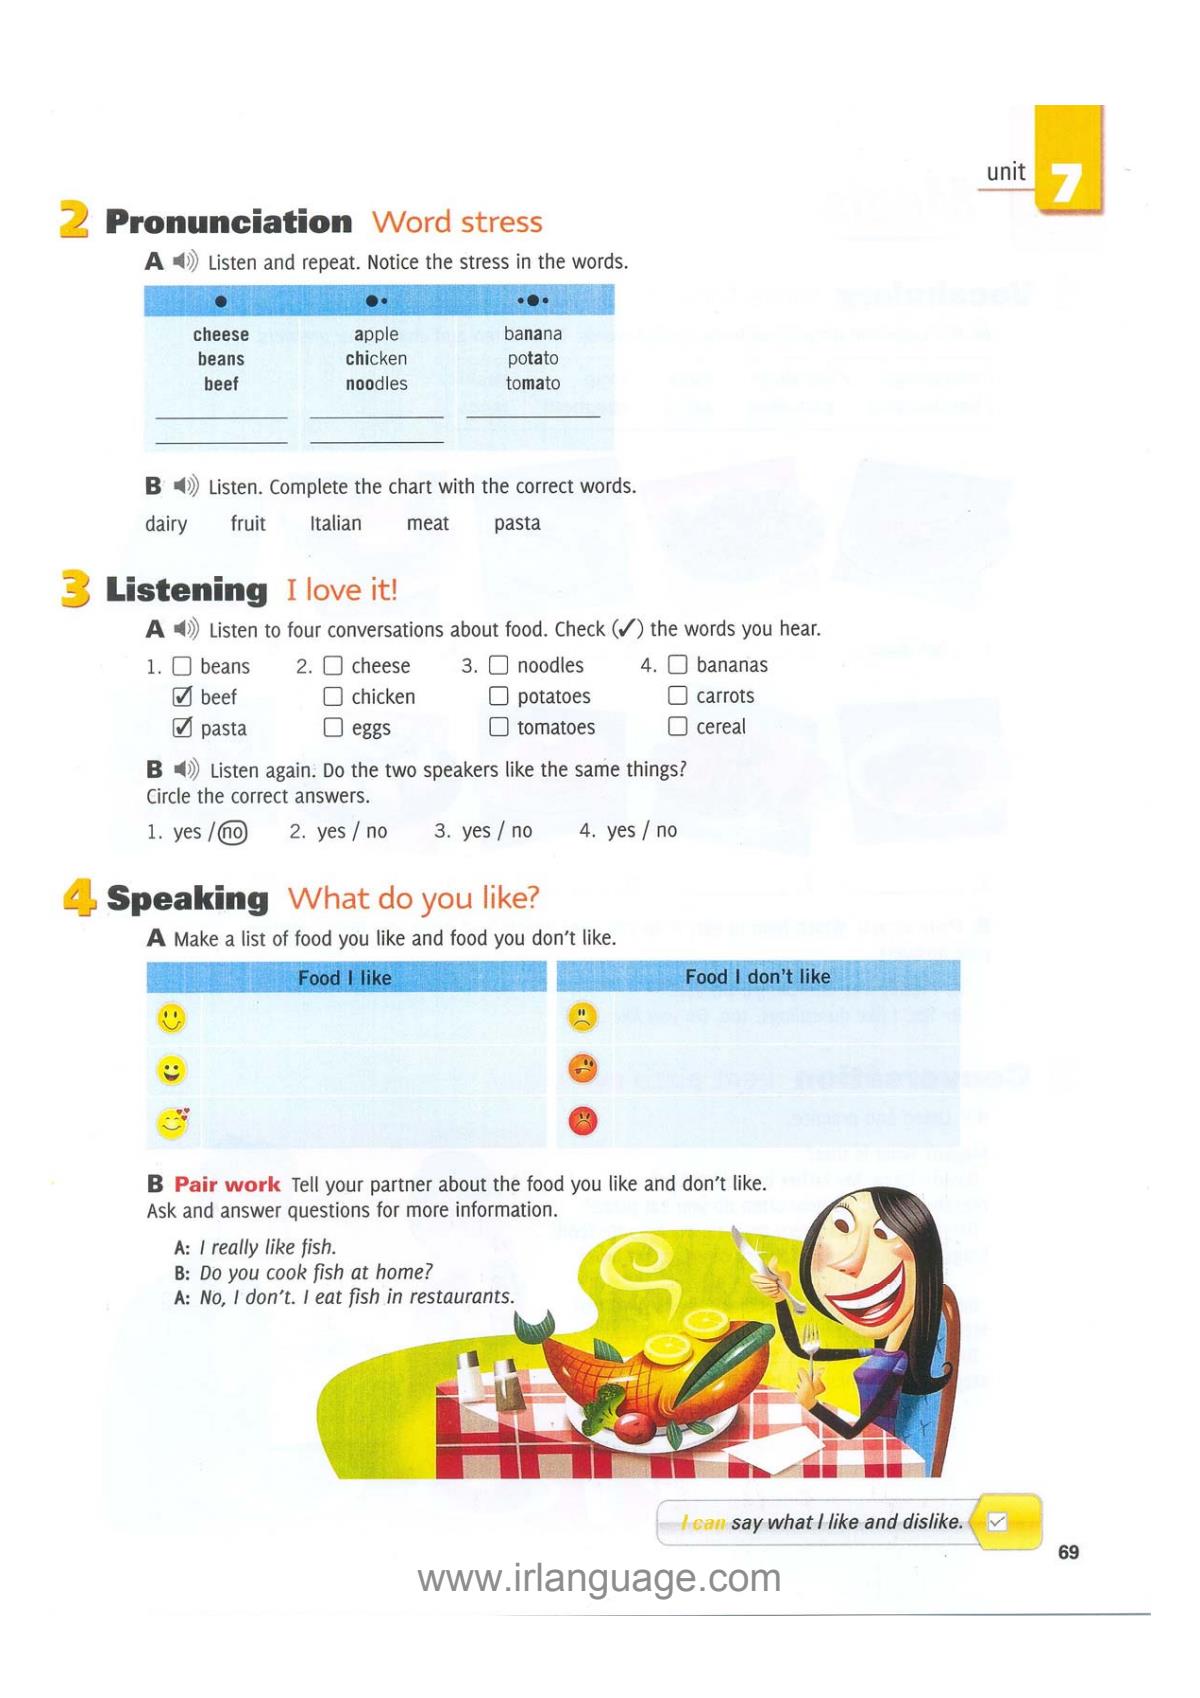 unit 7
2 Pronunciation Word stress
A Listen and repeat. Notice the stress in the words.
cheese apple banana
beans chicken potato
beef noodles tomato
B Listen. Complete the chart with the correct words.
dairy fruit Italian meat pasta
3 Listening I love it!
A Listen to four conversations about food. Check (✓) the words you hear.
1. beans 2. cheese 3. noodles 4. bananas
beef chicken potatoes carrots
pasta eggs tomatoes cereal
B Listen again. Do the two speakers like the same things?
Circle the correct answers.
1. yes / no 2. yes / no 3. yes / no 4. yes / no
4 Speaking What do you like?
A Make a list of food you like and food you don't like.
Food I like Food I don't like
B Pair work Tell your partner about the food you like and don't like.
Ask and answer questions for more information.
A: I really like fish.
B: Do you cook fish at home?
A: No, I don't. I eat fish in restaurants.
I can say what I like and dislike.
69
www.irlanguage.com